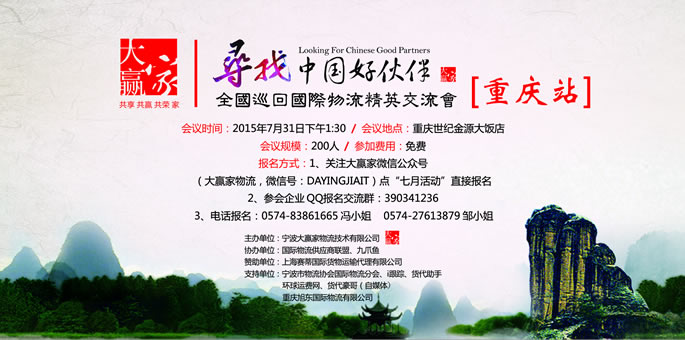 大赢家
共享 共赢 共荣 家
Looking For Chinese Good Partners
尋找中国好伙伴
全國巡回國際物流精英交流會
[重庆站]
会议时间：2015年7月31日下午1:30 / 会议地点：重庆世纪金源大饭店
会议规模：200人 / 参加费用：免费
报名方式：1、关注大赢家微信公众号
（大赢家物流，微信号：DAYINGJIAIT）点“七月活动”直接报名
2、参会企业QQ报名交流群：390341236
3、电话报名：0574-83861665 冯小姐 0574-27613879 邹小姐
主办单位：宁波大赢家物流技术有限公司
协办单位：国际物流供应商联盟、九爪鱼
赞助单位：上海赛蒂国际货物运输代理有限公司
支持单位：宁波市物流协会国际物流分会、i跟踪、货代助手
环球运费网、货代豪哥（自媒体）
重庆旭东国际物流有限公司